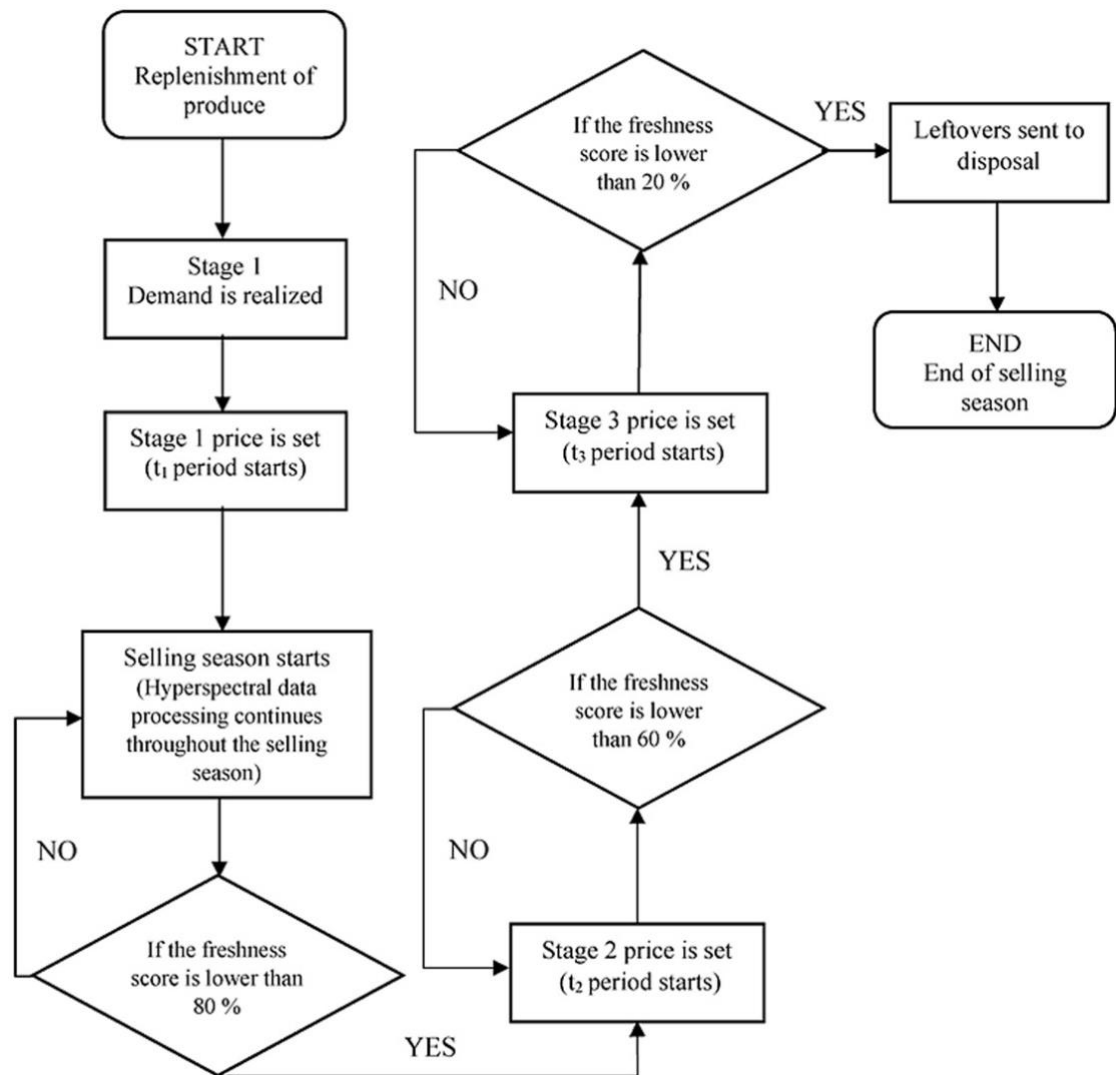 START
Replenishment of
produce
Stage 1
Demand is realized
Stage 1 price is set
(t₁ period starts)
Selling season starts
(Hyperspectral data
processing continues
throughout the selling
season)
NO
If the freshness
score is lower than
80 %
YES
Stage 2 price is set
(t₂ period starts)
NO
If the freshness
score is lower
than 60 %
YES
Stage 3 price is set
(t₃ period starts)
NO
If the freshness
score is lower
than 20 %
YES
Leftovers sent to
disposal
END
End of selling
season